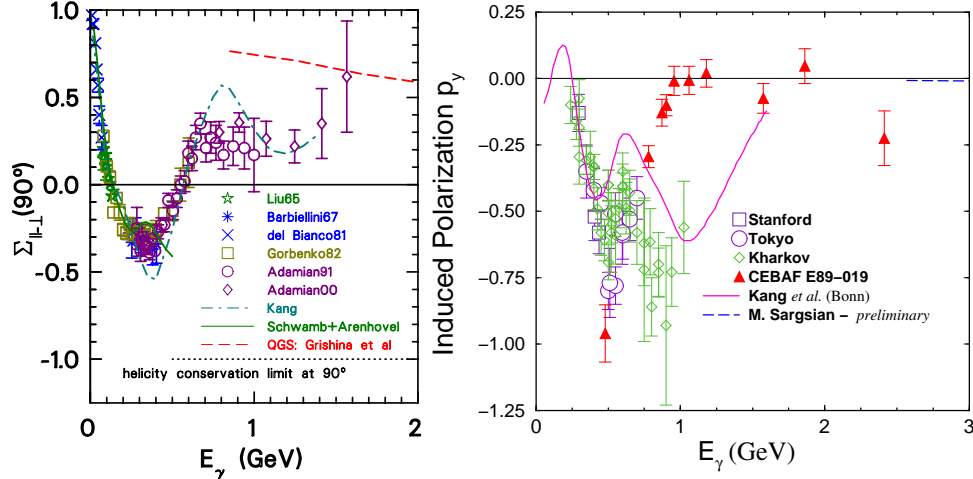 1.0
0.5
0.0
-0.5
-1.0
Σ||-⊥(90°)
Liu65
Barbiellini67
del Bianco81
Gorbenko82
Adamian91
Adamian00
Kang
Schwamb+Arenhovel
QGS: Grishina et al
helicity conservation limit at 90°
0
1
2
Eγ (GeV)
0.25
0.00
−0.25
−0.50
−0.75
−1.00
−1.25
Induced Polarization py
Stanford
Tokyo
Kharkov
CEBAF E89−019
Kang et al. (Bonn)
M. Sargsian − preliminary
0
1
2
3
Eγ (GeV)